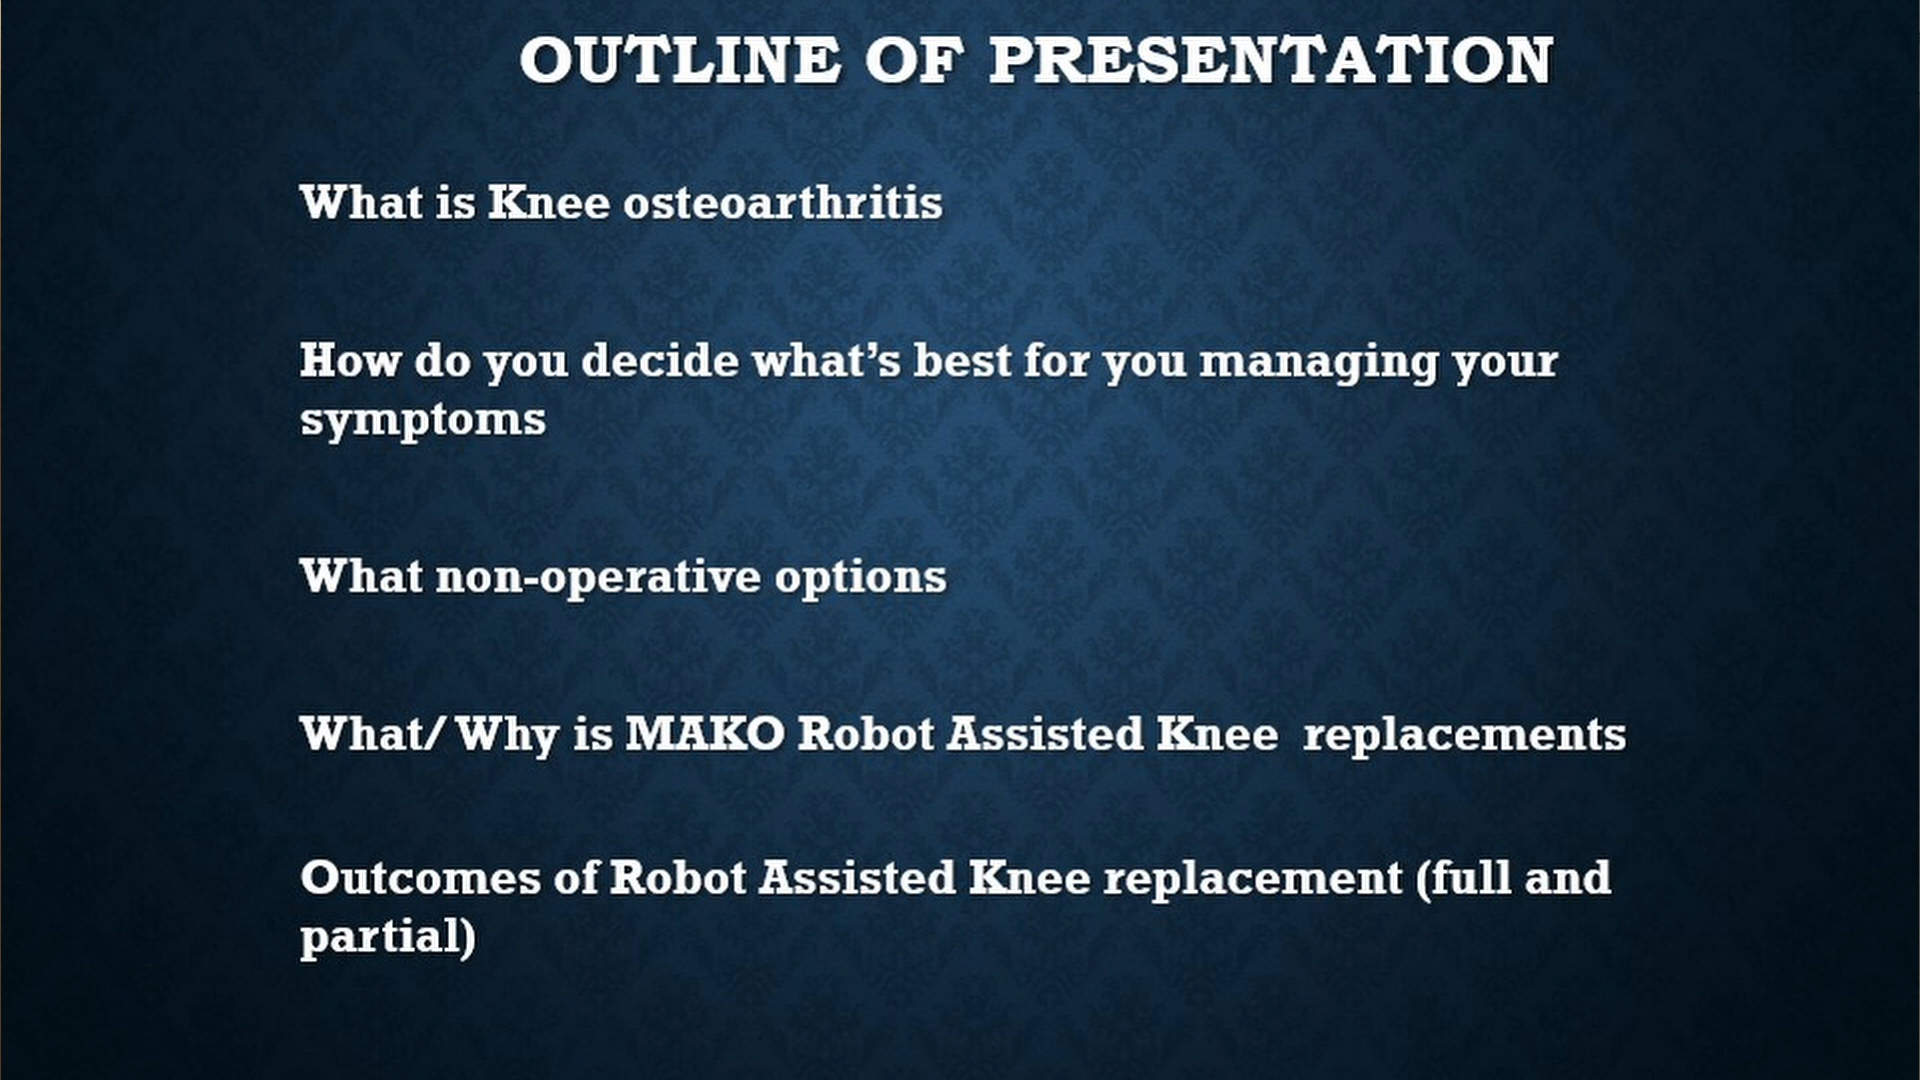 OUTLINE OF PRESENTATION
What is Knee osteoarthritis
How do you decide what’s best for you managing your
symptoms
What non-operative options
What/ Why is MAKO Robot Assisted Knee  replacements
Outcomes of Robot Assisted Knee replacement (full and
partial)